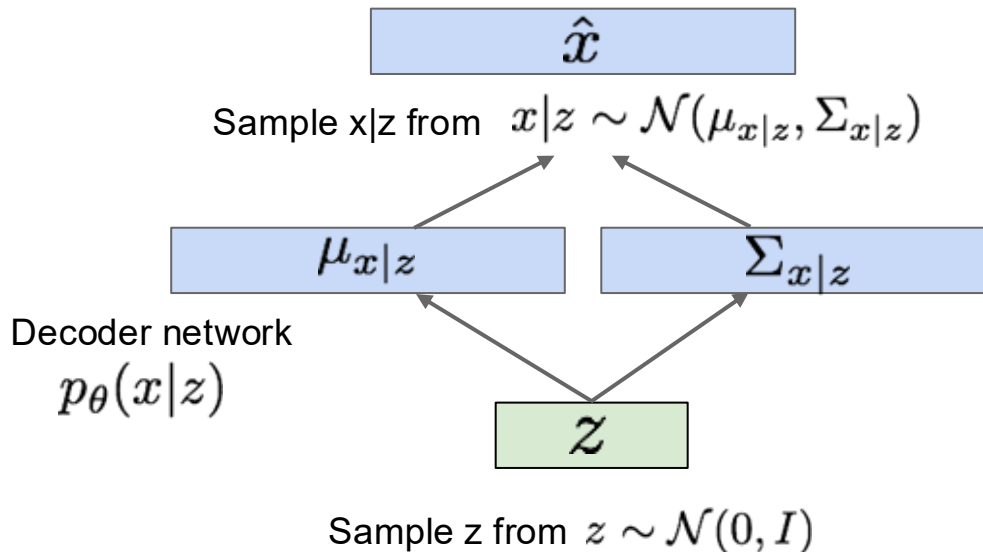 x̂
Sample x|z from x|z ∼ 𝒩(μ_{x|z}, Σ_{x|z})
μ_{x|z} Σ_{x|z}
Decoder network
p_θ(x|z)
z
Sample z from z ∼ 𝒩(0, I)